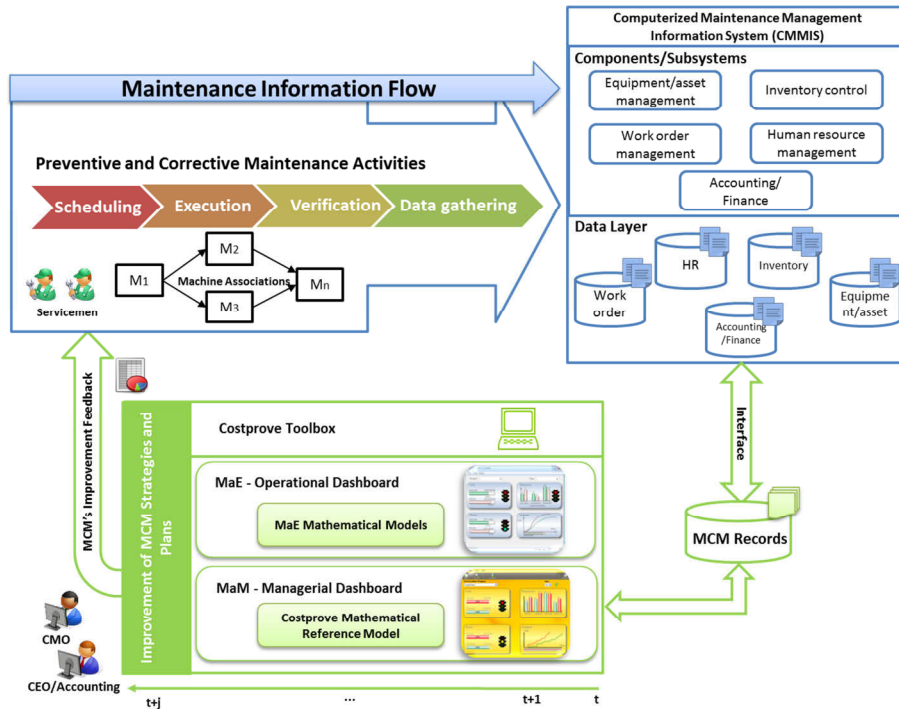 Computerized Maintenance Management
Information System (CMMIS)
Components/Subsystems
Equipment/asset
management
Inventory control
Work order
management
Human resource
management
Accounting/
Finance
Maintenance Information Flow
Preventive and Corrective Maintenance Activities
Scheduling
Execution
Verification
Data gathering
M1
M2
Machine Associations
M3
Mn
Servicemen
Data Layer
HR
Inventory
Work
order
Equipme
nt/asset
Accounting
/Finance
Interface
MCM Records
MCM's Improvement Feedback
Improvement of MCM Strategies and
Plans
Costprove Toolbox
MaE - Operational Dashboard
MaE Mathematical Models
MaM - Managerial Dashboard
Costprove Mathematical
Reference Model
CMO
CEO/Accounting
t+j
...
t+1
t